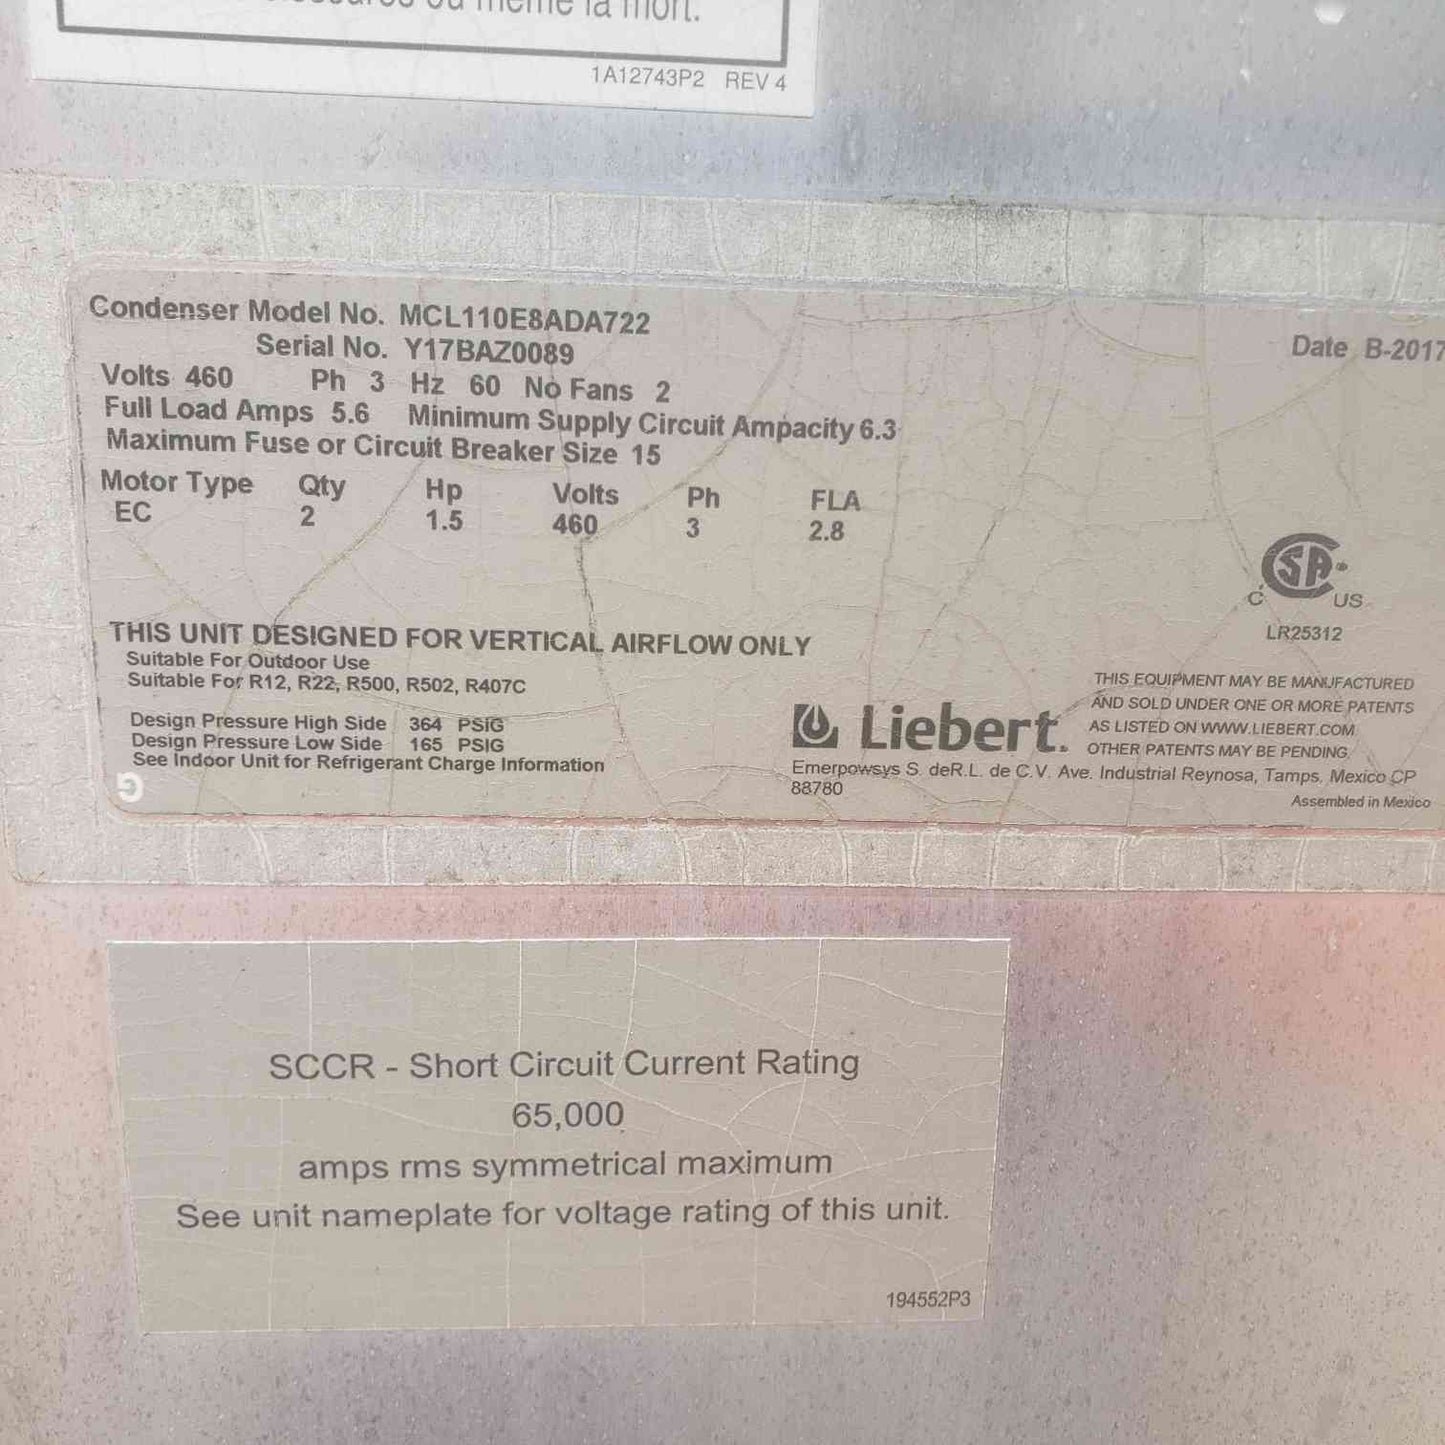 ou même la mort.
1A12743P2 REV 4
Condenser Model No. MCL110E8ADA722
Serial No. Y17BAZ0089
Date B-2017
Volts 460 Ph 3 Hz 60 No Fans 2
Full Load Amps 5.6 Minimum Supply Circuit Ampacity 6.3
Maximum Fuse or Circuit Breaker Size 15
Motor Type Qty Hp Volts Ph FLA
EC 2 1.5 460 3 2.8
CSA
C US
LR25312
THIS UNIT DESIGNED FOR VERTICAL AIRFLOW ONLY
Suitable For Outdoor Use
Suitable For R12, R22, R500, R502, R407C
Design Pressure High Side 364 PSIG
Design Pressure Low Side 165 PSIG
See Indoor Unit for Refrigerant Charge Information
G
Liebert.
THIS EQUIPMENT MAY BE MANUFACTURED
AND SOLD UNDER ONE OR MORE PATENTS
AS LISTED ON WWW.LIEBERT.COM
OTHER PATENTS MAY BE PENDING.
Emerpowsys S. deR.L. de C.V. Ave. Industrial Reynosa, Tamps. Mexico CP
88780
Assembled in Mexico
SCCR - Short Circuit Current Rating
65,000
amps rms symmetrical maximum
See unit nameplate for voltage rating of this unit.
194552P3